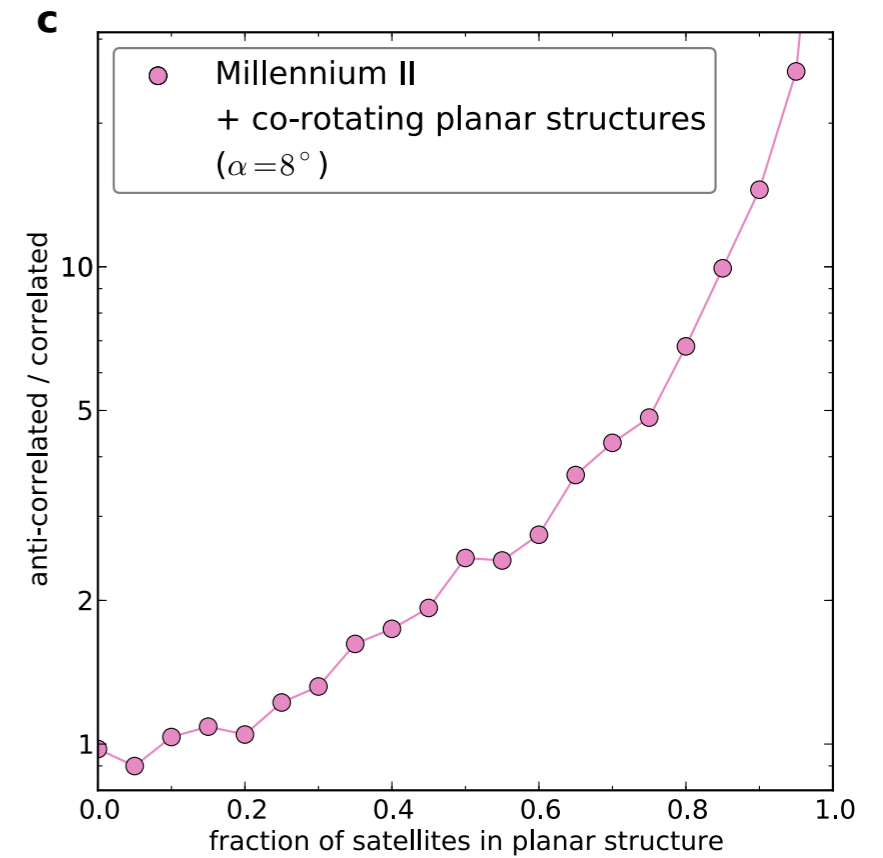 c
Millennium II
+ co-rotating planar structures
(α=8°)
anti-correlated / correlated
10
5
2
1
0.0 0.2 0.4 0.6 0.8 1.0
fraction of satellites in planar structure